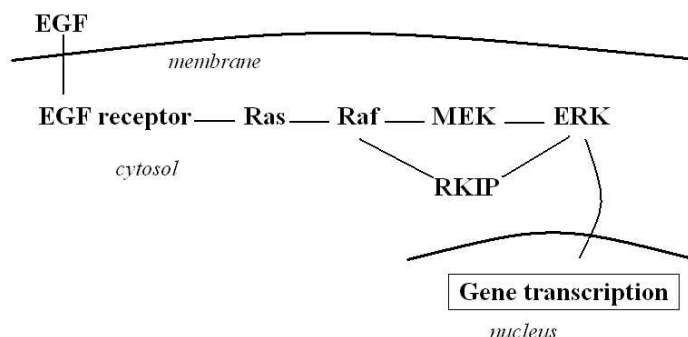 EGF
membrane
EGF receptor Ras Raf MEK ERK
cytosol
RKIP
Gene transcription
nucleus